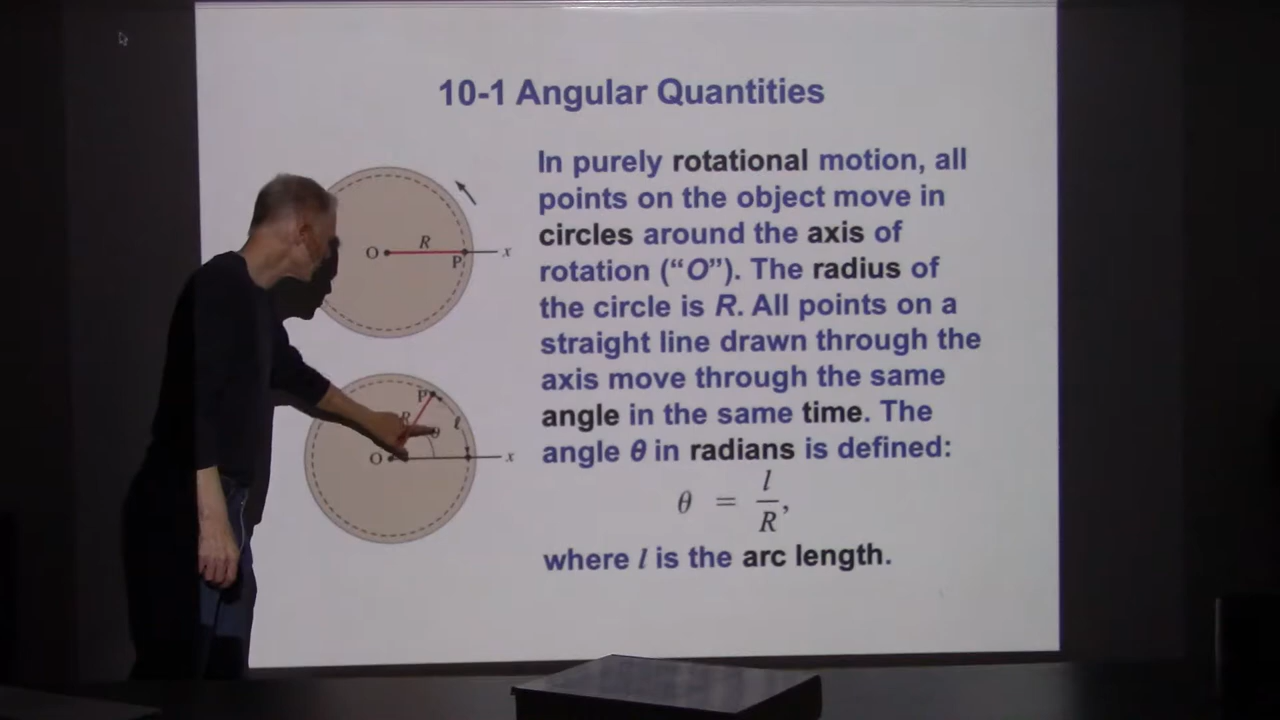 10-1 Angular Quantities
In purely rotational motion, all
points on the object move in
circles around the axis of
rotation (“O”). The radius of
the circle is R. All points on a
straight line drawn through the
axis move through the same
angle in the same time. The
angle θ in radians is defined:
θ = l/R,
where l is the arc length.
R
O
P
x
P
R
θ
ℓ
O
x